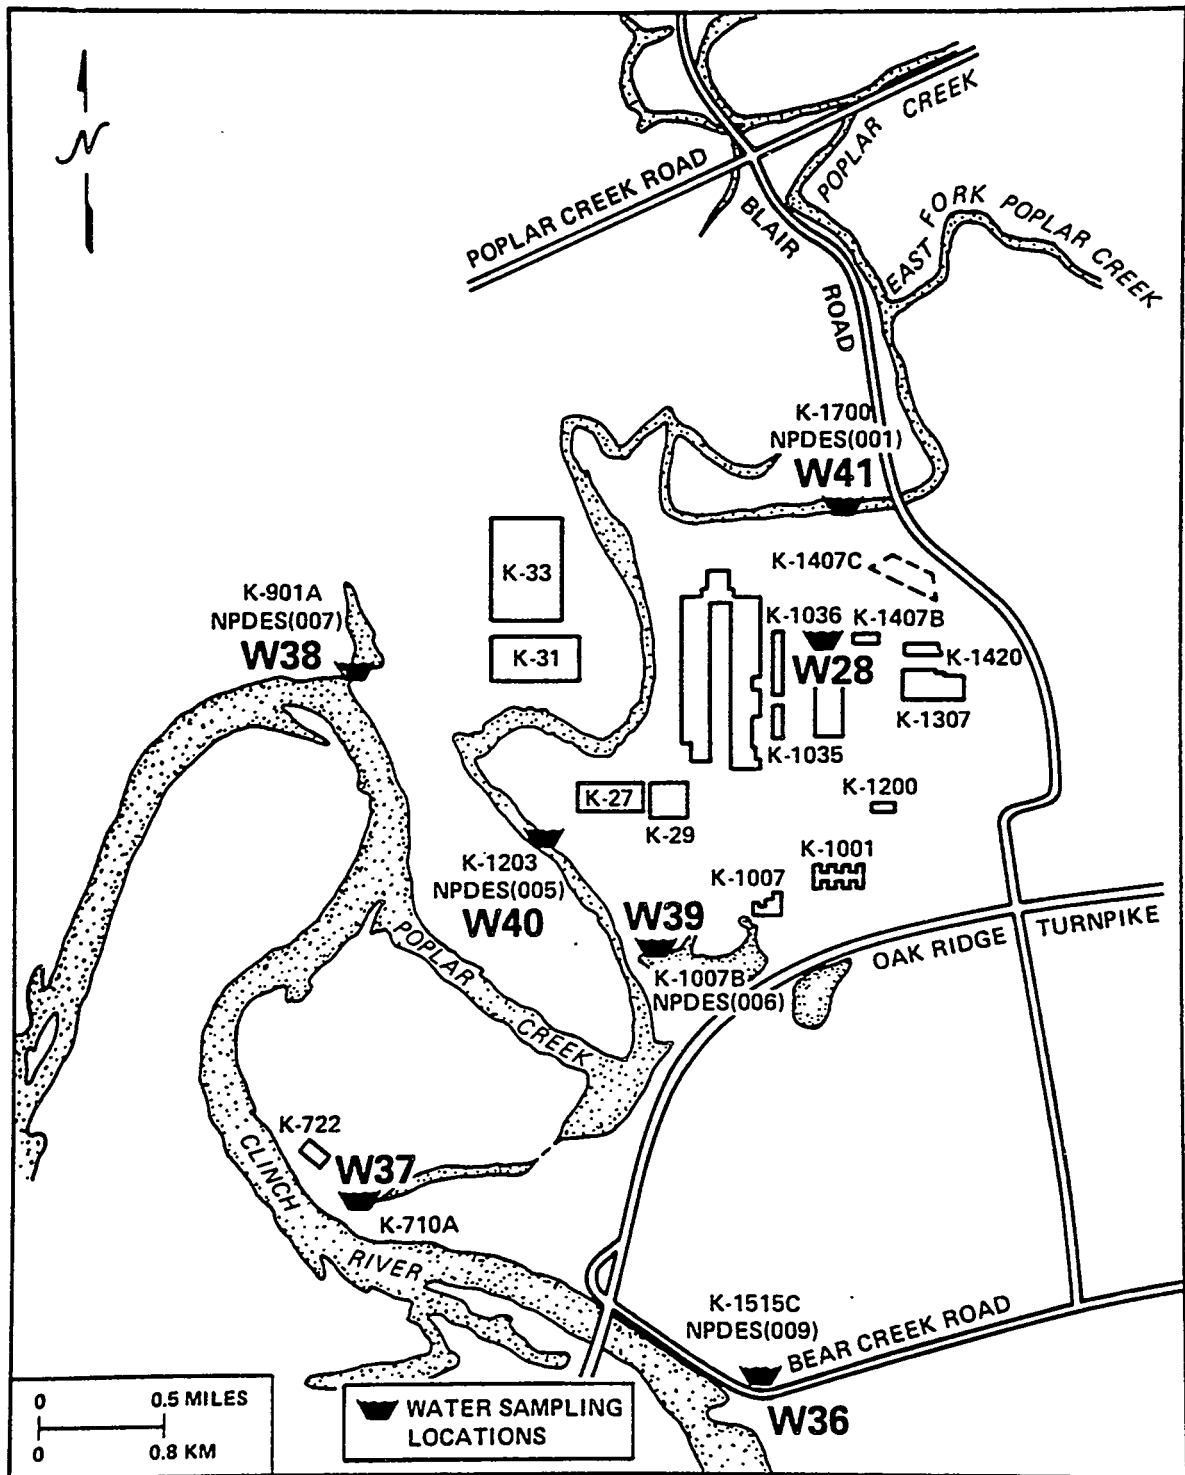 N
POPLAR CREEK
POPLAR CREEK ROAD
BLAIR
ROAD
EAST FORK POPLAR CREEK
K-1700
NPDES(001)
W41
K-33
K-1407C
K-901A
NPDES(007)
W38
K-1036
K-1407B
K-31
W28
K-1420
K-1307
K-1035
K-27
K-29
K-1200
K-1203
NPDES(005)
W40
K-1001
K-1007
W39
K-1007B
NPDES(006)
OAK RIDGE TURNPIKE
POPLAR
CREEK
K-722
W37
K-710A
CLINCH
RIVER
K-1515C
NPDES(009)
BEAR CREEK ROAD
W36
0 0.5 MILES
0 0.8 KM
WATER SAMPLING
LOCATIONS